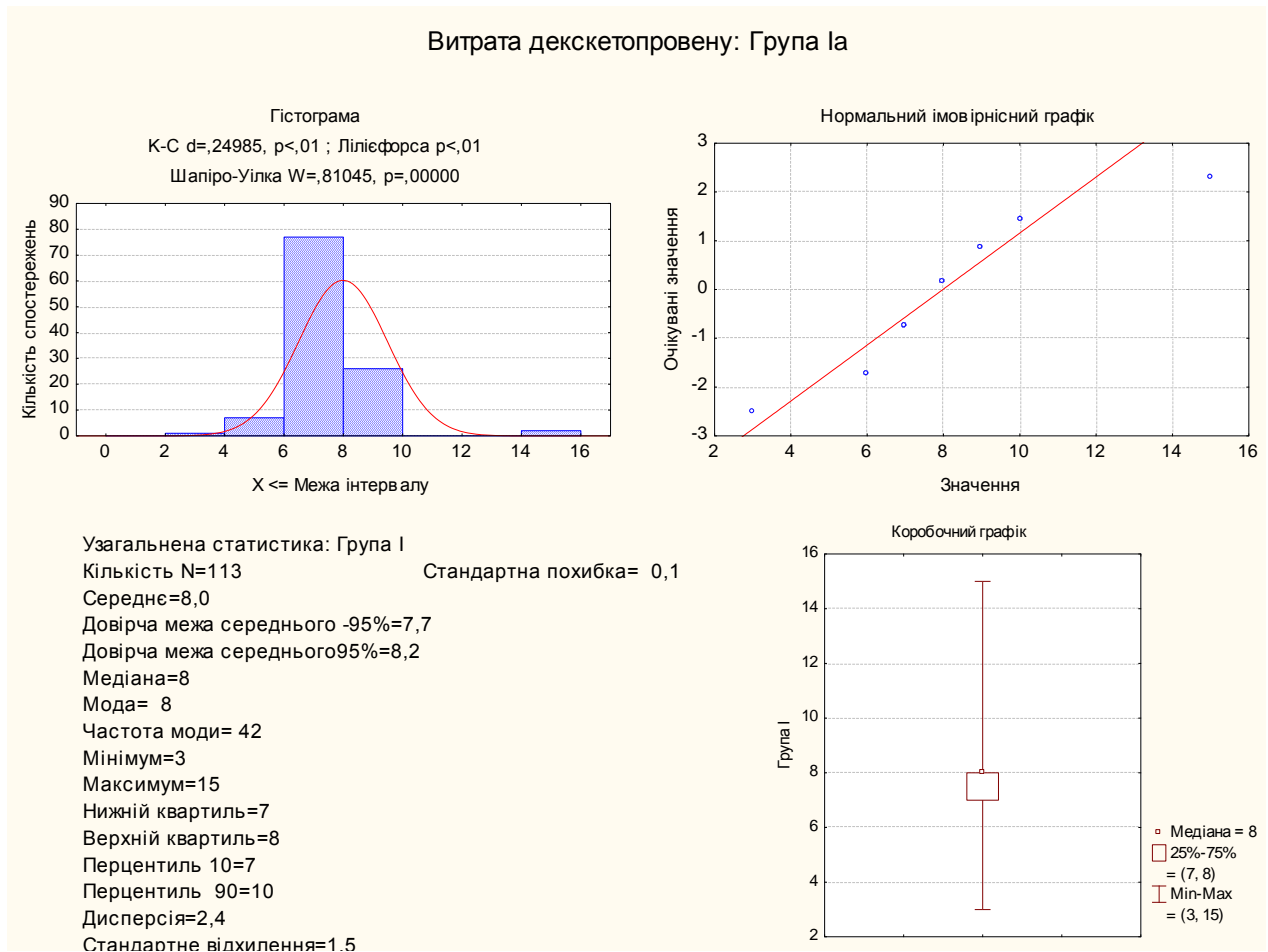 Витрата декскетопровену: Група Ia
Гістограма
К-С d=,24985, p<,01 ; Лілієфорса p<,01
Шапіро-Уілка W=,81045, p=,00000
90
80
70
60
50
40
30
20
10
0
Кількість спостережень
0 2 4 6 8 10 12 14 16
X <= Межа інтервалу
Нормальний імовірнісний графік
3
2
1
0
-1
-2
-3
Очікувані значення
2 4 6 8 10 12 14 16
Значення
Узагальнена статистика: Група I
Кількість N=113 Стандартна похибка= 0,1
Середнє=8,0
Довірча межа середнього -95%=7,7
Довірча межа середнього95%=8,2
Медіана=8
Мода= 8
Частота моди= 42
Мінімум=3
Максимум=15
Нижній квартиль=7
Верхній квартиль=8
Перцентиль 10=7
Перцентиль 90=10
Дисперсія=2,4
Стандартне відхилення=1,5
Коробочний графік
16
14
12
10
8
6
4
2
Група I
Медіана = 8
25%-75%
= (7, 8)
Min-Max
= (3, 15)